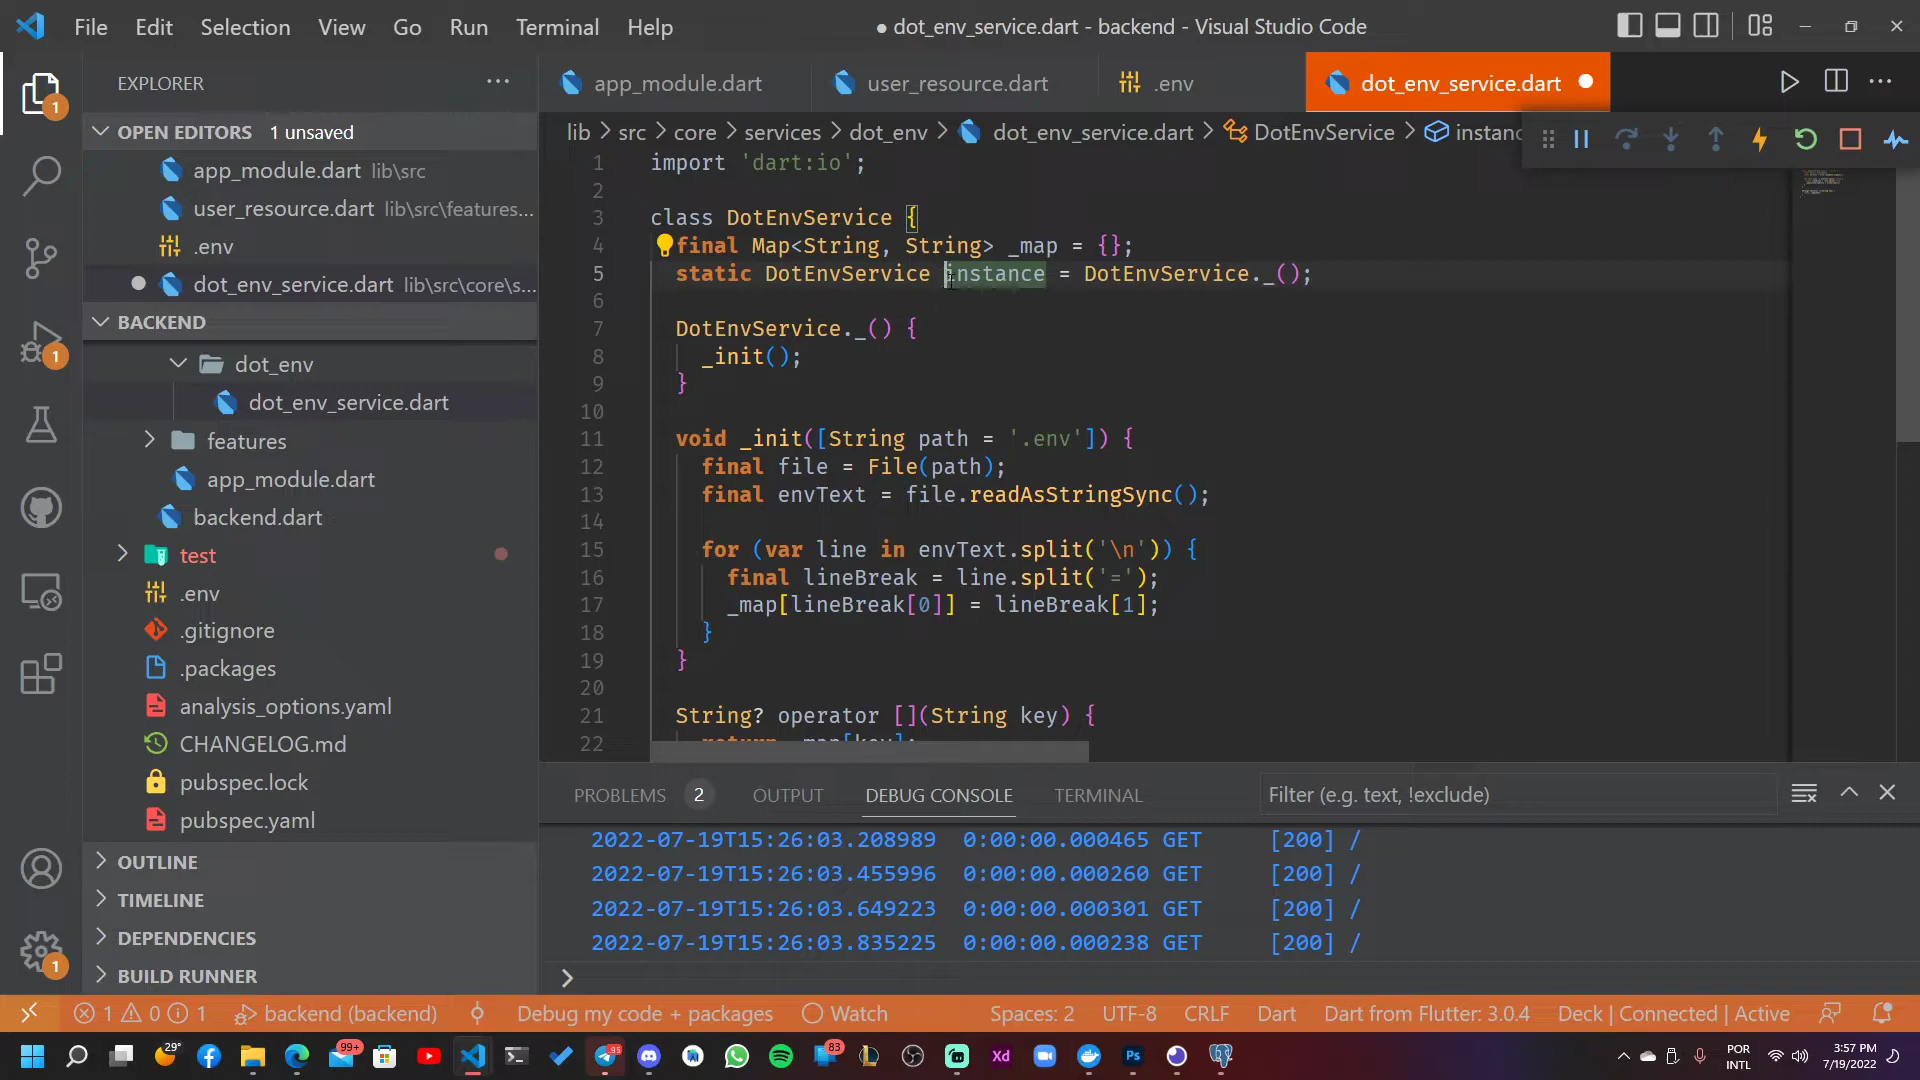 File Edit Selection View Go Run Terminal Help
● dot_env_service.dart - backend - Visual Studio Code
EXPLORER
OPEN EDITORS 1 unsaved
app_module.dart lib\src
user_resource.dart lib\src\features...
.env
dot_env_service.dart lib\src\core\s...
BACKEND
dot_env
dot_env_service.dart
features
app_module.dart
backend.dart
test
.env
.gitignore
.packages
analysis_options.yaml
CHANGELOG.md
pubspec.lock
pubspec.yaml
OUTLINE
TIMELINE
DEPENDENCIES
BUILD RUNNER
1
1
1
app_module.dart
user_resource.dart
.env
dot_env_service.dart
lib > src > core > services > dot_env > dot_env_service.dart > DotEnvService > instanc
1 import 'dart:io';
2
3 class DotEnvService {
4 final Map<String, String> _map = {};
5 static DotEnvService instance = DotEnvService._();
6
7 DotEnvService._() {
8 _init();
9 }
10
11 void _init([String path = '.env']) {
12 final file = File(path);
13 final envText = file.readAsStringSync();
14
15 for (var line in envText.split('\n')) {
16 final lineBreak = line.split('=');
17 _map[lineBreak[0]] = lineBreak[1];
18 }
19 }
20
21 String? operator [](String key) {
22 return _map[key];
PROBLEMS 2 OUTPUT DEBUG CONSOLE TERMINAL
Filter (e.g. text, !exclude)
2022-07-19T15:26:03.208989 0:00:00.000465 GET [200] /
2022-07-19T15:26:03.455996 0:00:00.000260 GET [200] /
2022-07-19T15:26:03.649223 0:00:00.000301 GET [200] /
2022-07-19T15:26:03.835225 0:00:00.000238 GET [200] /
>
1 0 1 backend (backend) Debug my code + packages Watch Spaces: 2 UTF-8 CRLF Dart Dart from Flutter: 3.0.4 Deck | Connected | Active
29° 99+ 95 83 Xd Ps
POR
INTL
3:57 PM
7/19/2022